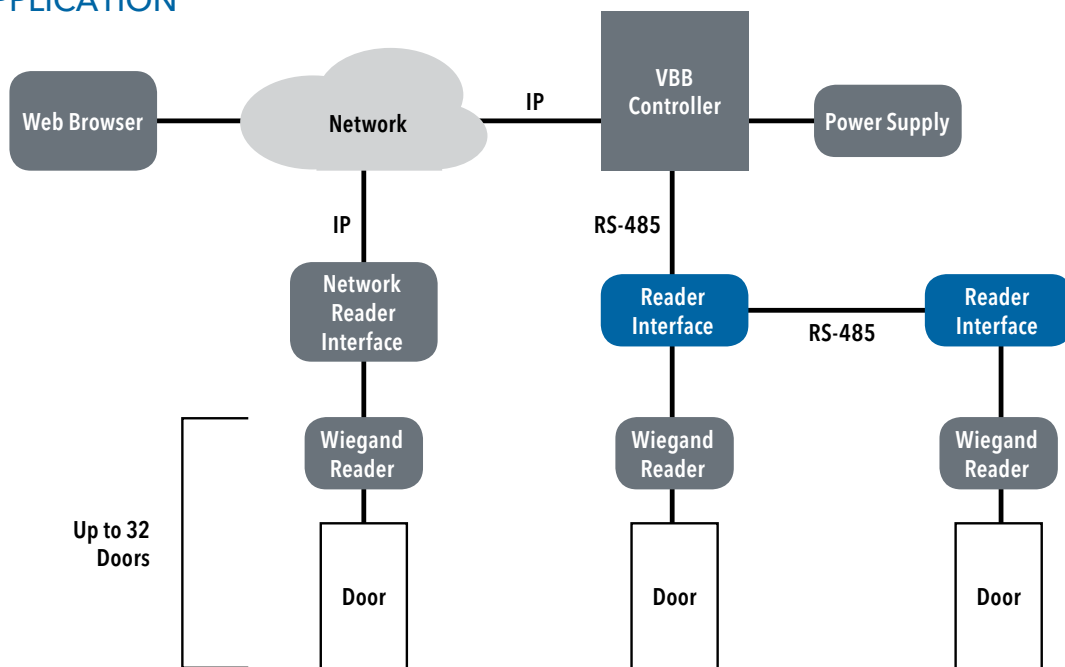 PPLICATION
Web Browser
Network
IP
VBB
Controller
Power Supply
IP
RS-485
Network
Reader
Interface
Reader
Interface
RS-485
Reader
Interface
Wiegand
Reader
Wiegand
Reader
Wiegand
Reader
Up to 32
Doors
Door
Door
Door